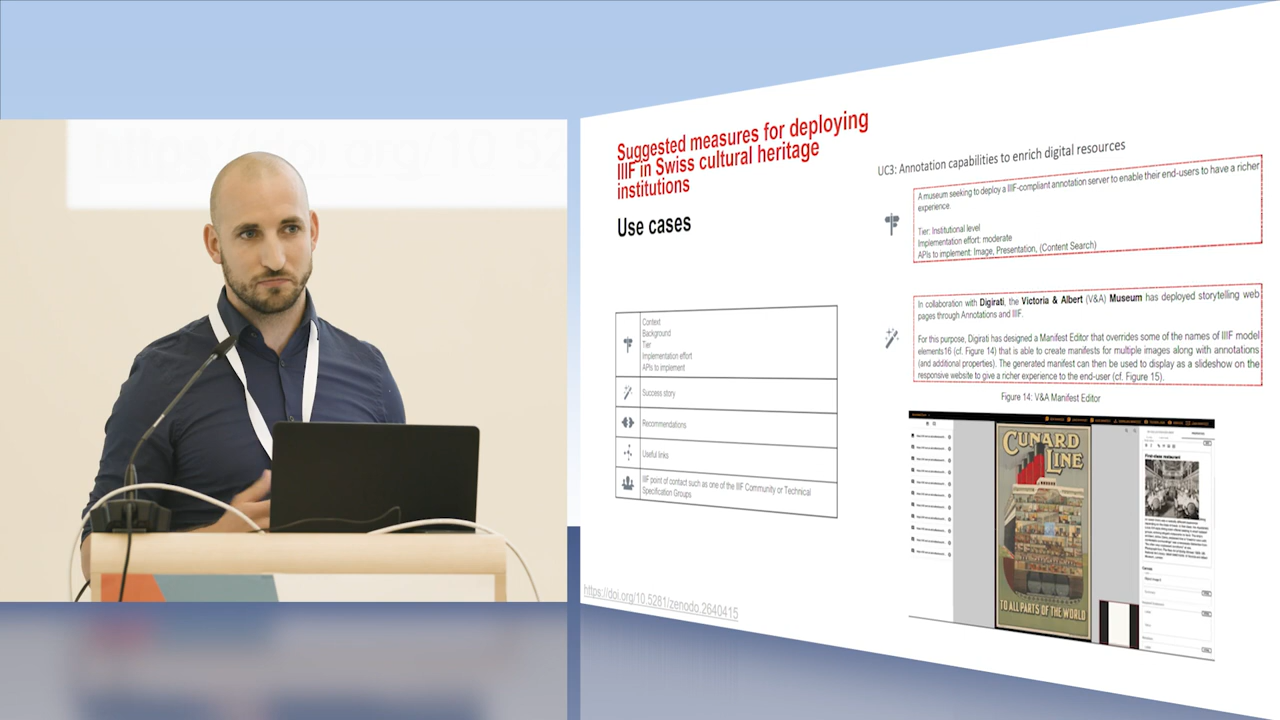 https://doi.org/10.52
Suggested measures for deploying
IIIF in Swiss cultural heritage
institutions
Use cases
Context
Background
Tier
Implementation effort
APIs to implement
Success story
Recommendations
Useful links
IIIF point of contact such as one of the IIIF Community or Technical
Specification Groups
https://doi.org/10.5281/zenodo.2640415
UC3: Annotation capabilities to enrich digital resources
A museum seeking to deploy a IIIF-compliant annotation server to enable their end-users to have a richer
experience.
Tier: Institutional level
Implementation effort: moderate
APIs to implement: Image, Presentation, (Content Search)
In collaboration with Digirati, the Victoria & Albert (V&A) Museum has deployed storytelling web
pages through Annotations and IIIF.
For this purpose, Digirati has designed a Manifest Editor that overrides some of the names of IIIF model
elements16 (cf. Figure 14) that is able to create manifests for multiple images along with annotations
(and additional properties). The generated manifest can then be used to display as a slideshow on the
responsive website to give a richer experience to the end-user (cf. Figure 15).
Figure 14: V&A Manifest Editor
CUNARD
LINE
TO ALL PARTS OF THE WORLD
First-class restaurant